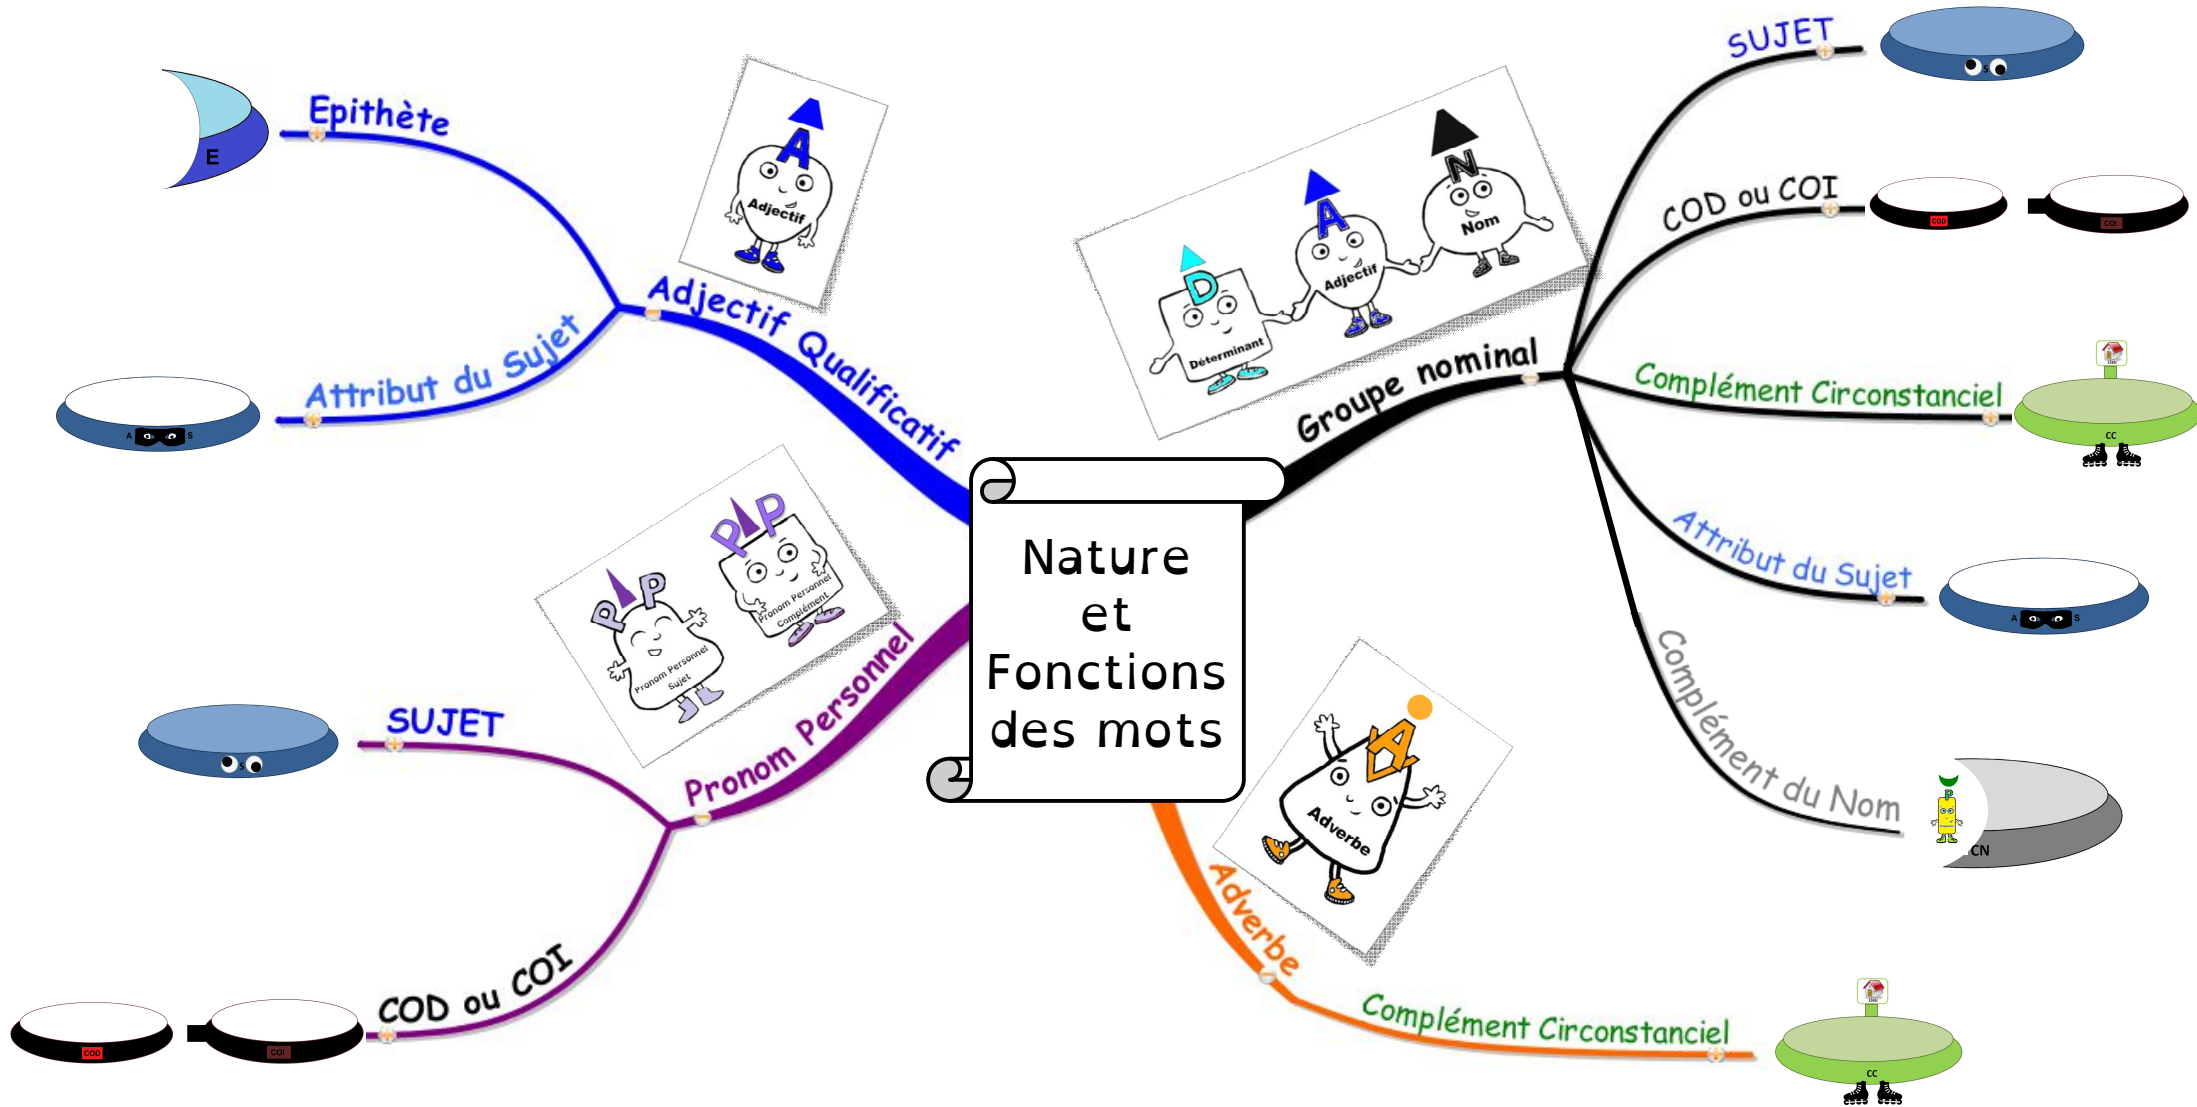 Nature
et
Fonctions
des mots
Groupe nominal
D
Déterminant
A
Adjectif
N
Nom
SUJET
S
COD ou COI
COD
COI
Complément Circonstanciel
Lieu
CC
Attribut du Sujet
A S
Complément du Nom
P
CN
Adverbe
A
Adverbe
Complément Circonstanciel
Lieu
CC
Adjectif Qualificatif
A
Adjectif
Epithète
E
Attribut du Sujet
A S
Pronom Personnel
P P
Pronom Personnel
Sujet
P P
Pronom Personnel
Complément
SUJET
S
COD ou COI
COD
COI